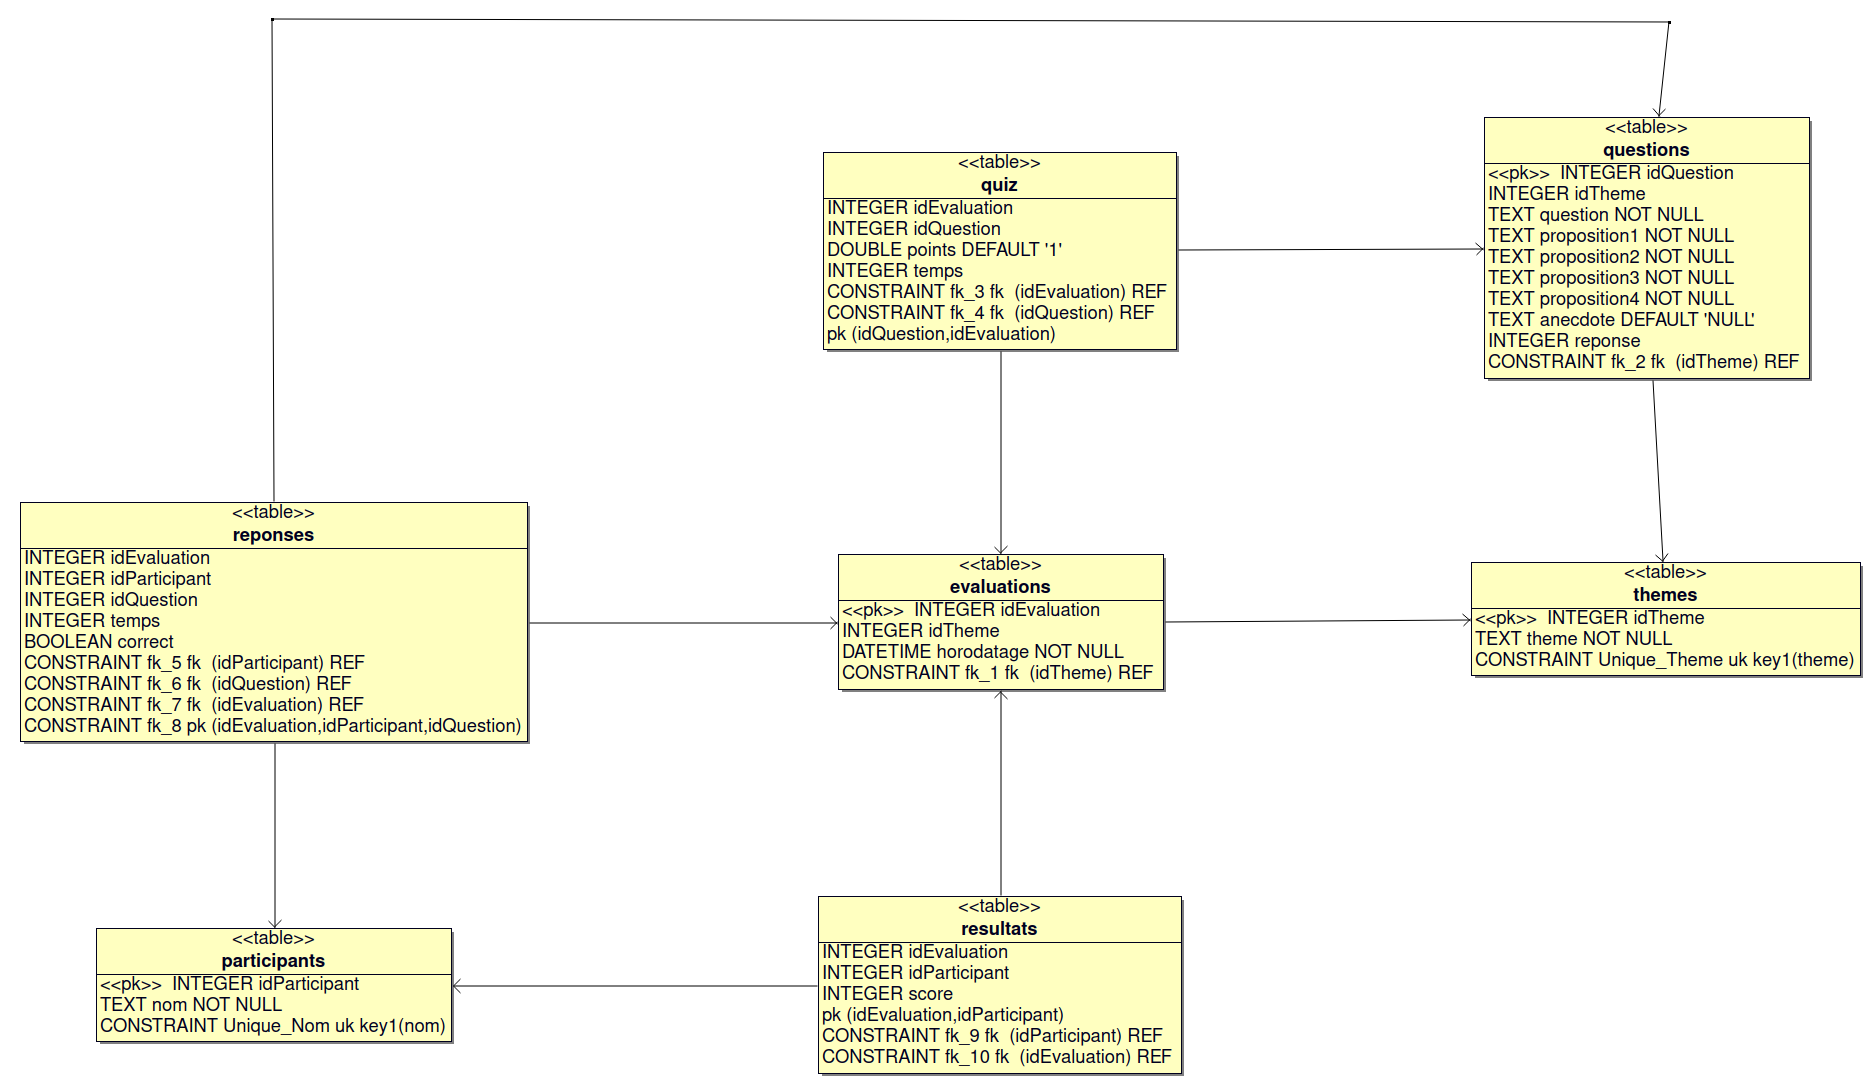 <<table>>
quiz
INTEGER idEvaluation
INTEGER idQuestion
DOUBLE points DEFAULT '1'
INTEGER temps
CONSTRAINT fk_3 fk  (idEvaluation) REF
CONSTRAINT fk_4 fk  (idQuestion) REF
pk (idQuestion,idEvaluation)
<<table>>
questions
<<pk>>  INTEGER idQuestion
INTEGER idTheme
TEXT question NOT NULL
TEXT proposition1 NOT NULL
TEXT proposition2 NOT NULL
TEXT proposition3 NOT NULL
TEXT proposition4 NOT NULL
TEXT anecdote DEFAULT 'NULL'
INTEGER reponse
CONSTRAINT fk_2 fk  (idTheme) REF
<<table>>
reponses
INTEGER idEvaluation
INTEGER idParticipant
INTEGER idQuestion
INTEGER temps
BOOLEAN correct
CONSTRAINT fk_5 fk  (idParticipant) REF
CONSTRAINT fk_6 fk  (idQuestion) REF
CONSTRAINT fk_7 fk  (idEvaluation) REF
CONSTRAINT fk_8 pk (idEvaluation,idParticipant,idQuestion)
<<table>>
evaluations
<<pk>>  INTEGER idEvaluation
INTEGER idTheme
DATETIME horodatage NOT NULL
CONSTRAINT fk_1 fk  (idTheme) REF
<<table>>
themes
<<pk>>  INTEGER idTheme
TEXT theme NOT NULL
CONSTRAINT Unique_Theme uk key1(theme)
<<table>>
participants
<<pk>>  INTEGER idParticipant
TEXT nom NOT NULL
CONSTRAINT Unique_Nom uk key1(nom)
<<table>>
resultats
INTEGER idEvaluation
INTEGER idParticipant
INTEGER score
pk (idEvaluation,idParticipant)
CONSTRAINT fk_9 fk  (idParticipant) REF
CONSTRAINT fk_10 fk  (idEvaluation) REF